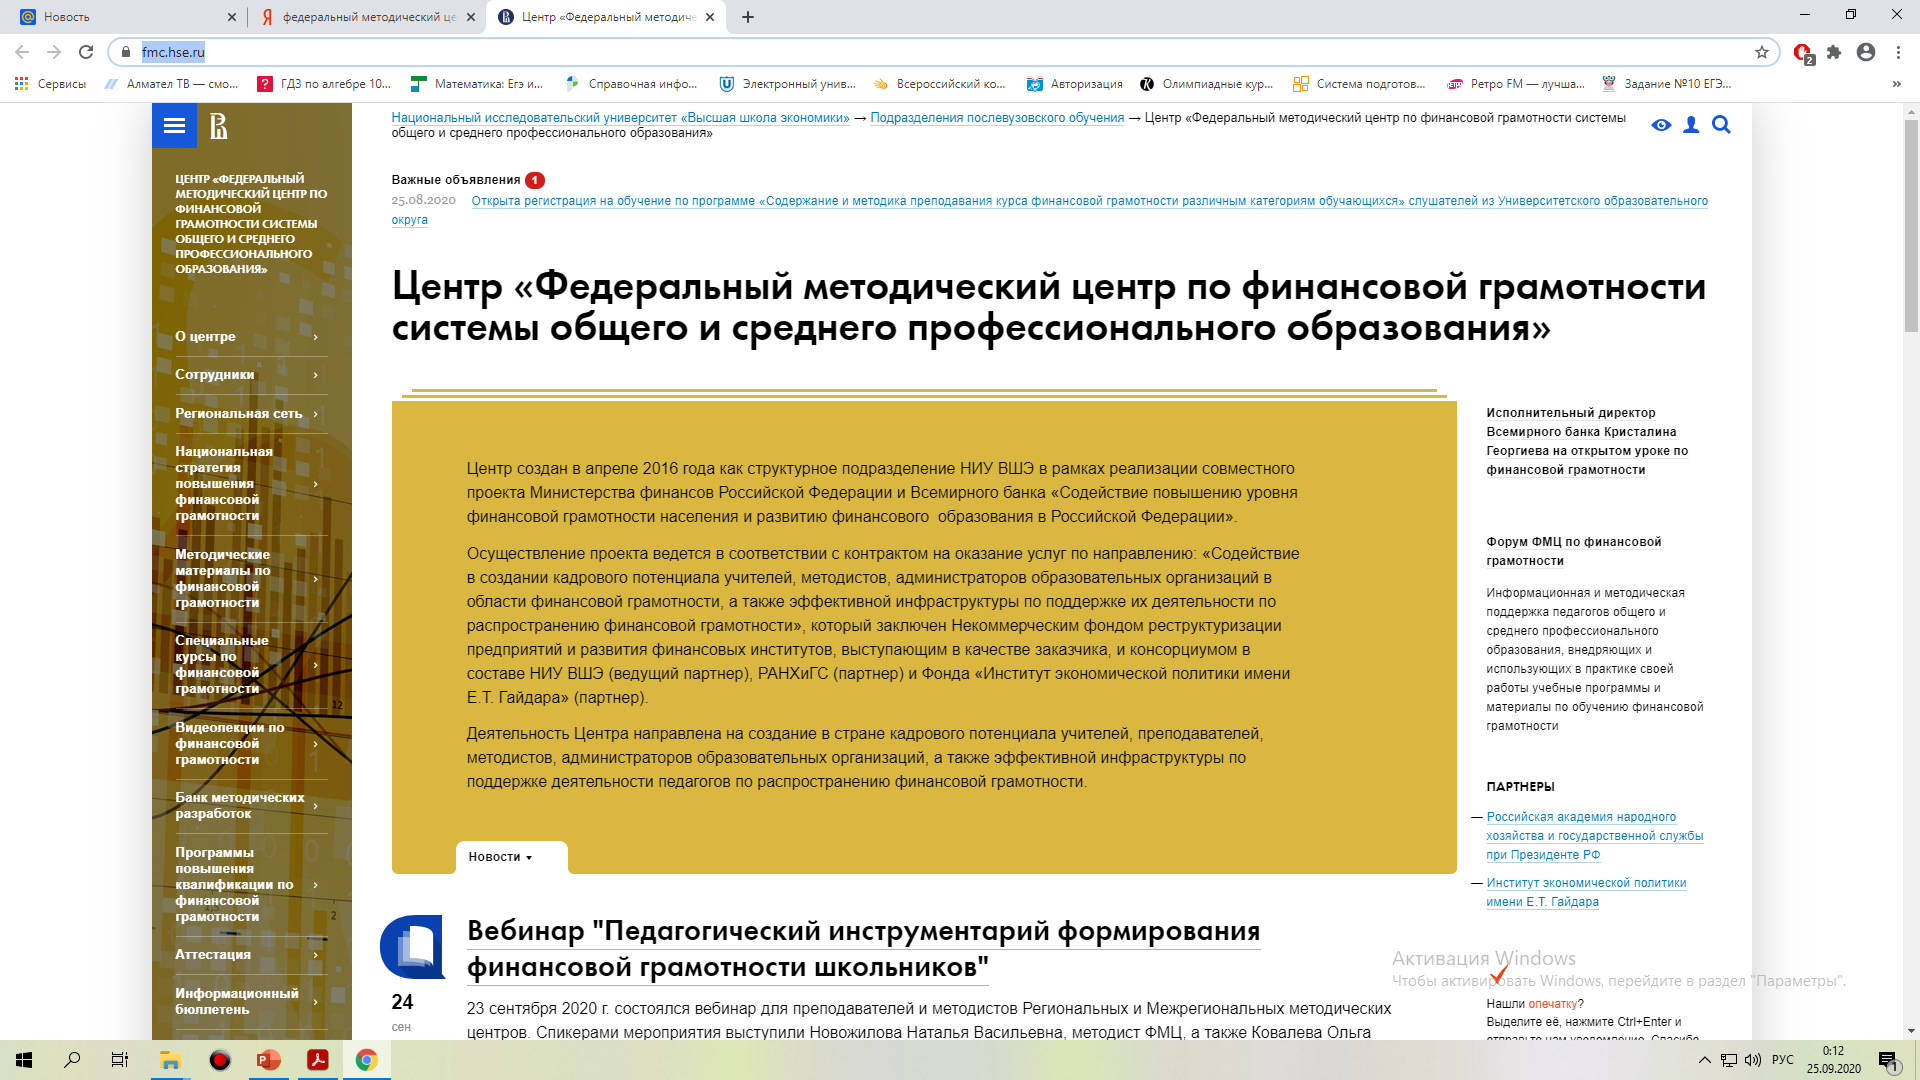 Новость
федеральный методический це
Центр «Федеральный методиче
fmc.hse.ru
2
Сервисы
Алмател ТВ — смо...
ГДЗ по алгебре 10...
Математика: Егэ и...
Справочная инфо...
Электронный унив...
Всероссийский ко...
Авторизация
Олимпиадные кур...
Система подготов...
Ретро FM — лучша...
Задание №10 ЕГЭ...
»
ЦЕНТР «ФЕДЕРАЛЬНЫЙ
МЕТОДИЧЕСКИЙ ЦЕНТР ПО
ФИНАНСОВОЙ
ГРАМОТНОСТИ СИСТЕМЫ
ОБЩЕГО И СРЕДНЕГО
ПРОФЕССИОНАЛЬНОГО
ОБРАЗОВАНИЯ»
О центре
Сотрудники
Региональная сеть
Национальная
стратегия
повышения
финансовой
грамотности
Методические
материалы по
финансовой
грамотности
Специальные
курсы по
финансовой
грамотности
Видеолекции по
финансовой
грамотности
Банк методических
разработок
Программы
повышения
квалификации по
финансовой
грамотности
Аттестация
Информационный
бюллетень
12
2
Национальный исследовательский университет «Высшая школа экономики» → Подразделения послевузовского обучения → Центр «Федеральный методический центр по финансовой грамотности системы
общего и среднего профессионального образования»
Важные объявления 1
25.08.2020 Открыта регистрация на обучение по программе «Содержание и методика преподавания курса финансовой грамотности различным категориям обучающихся» слушателей из Университетского образовательного
округа
Центр «Федеральный методический центр по финансовой грамотности
системы общего и среднего профессионального образования»
Центр создан в апреле 2016 года как структурное подразделение НИУ ВШЭ в рамках реализации совместного
проекта Министерства финансов Российской Федерации и Всемирного банка «Содействие повышению уровня
финансовой грамотности населения и развитию финансового образования в Российской Федерации».
Осуществление проекта ведется в соответствии с контрактом на оказание услуг по направлению: «Содействие
в создании кадрового потенциала учителей, методистов, администраторов образовательных организаций в
области финансовой грамотности, а также эффективной инфраструктуры по поддержке их деятельности по
распространению финансовой грамотности», который заключен Некоммерческим фондом реструктуризации
предприятий и развития финансовых институтов, выступающим в качестве заказчика, и консорциумом в
составе НИУ ВШЭ (ведущий партнер), РАНХиГС (партнер) и Фонда «Институт экономической политики имени
Е.Т. Гайдара» (партнер).
Деятельность Центра направлена на создание в стране кадрового потенциала учителей, преподавателей,
методистов, администраторов образовательных организаций, а также эффективной инфраструктуры по
поддержке деятельности педагогов по распространению финансовой грамотности.
Новости
24
сен
Вебинар "Педагогический инструментарий формирования
финансовой грамотности школьников"
23 сентября 2020 г. состоялся вебинар для преподавателей и методистов Региональных и Межрегиональных методических
центров. Спикерами мероприятия выступили Новожилова Наталья Васильевна, методист ФМЦ, а также Ковалева Ольга
Исполнительный директор
Всемирного банка Кристалина
Георгиева на открытом уроке по
финансовой грамотности
Форум ФМЦ по финансовой
грамотности
Информационная и методическая
поддержка педагогов общего и
среднего профессионального
образования, внедряющих и
использующих в практике своей
работы учебные программы и
материалы по обучению финансовой
грамотности
ПАРТНЕРЫ
— Российская академия народного
хозяйства и государственной службы
при Президенте РФ
— Институт экономической политики
имени Е.Т. Гайдара
Активация Windows
Чтобы активировать Windows, перейдите в раздел "Параметры".
Нашли опечатку?
Выделите её, нажмите Ctrl+Enter и
отправьте нам уведомление. Спасибо
РУС
0:12
25.09.2020
1